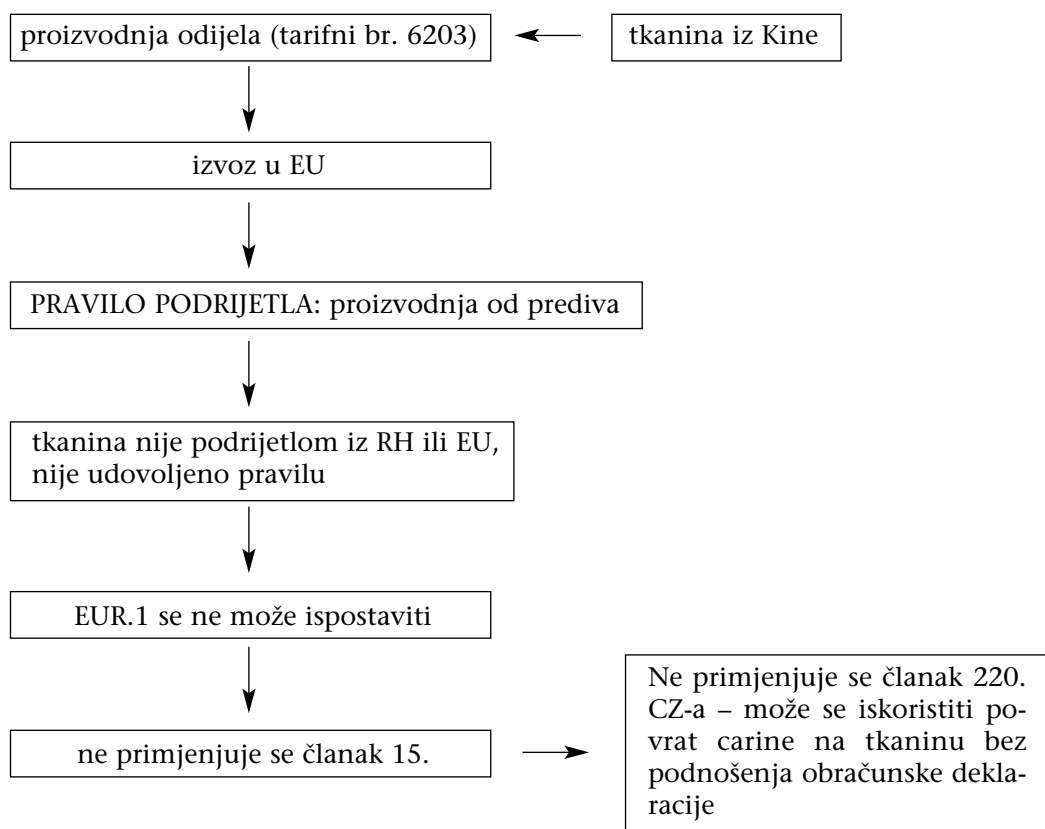 proizvodnja odijela (tarifni br. 6203)
tkanina iz Kine
izvoz u EU
PRAVILO PODRIJETLA: proizvodnja od prediva
tkanina nije podrijetlom iz RH ili EU,
nije udovoljeno pravilu
EUR.1 se ne može ispostaviti
ne primjenjuje se članak 15.
Ne primjenjuje se članak 220.
CZ-a – može se iskoristiti po-
vrat carine na tkaninu bez
podnošenja obračunske dekla-
racije